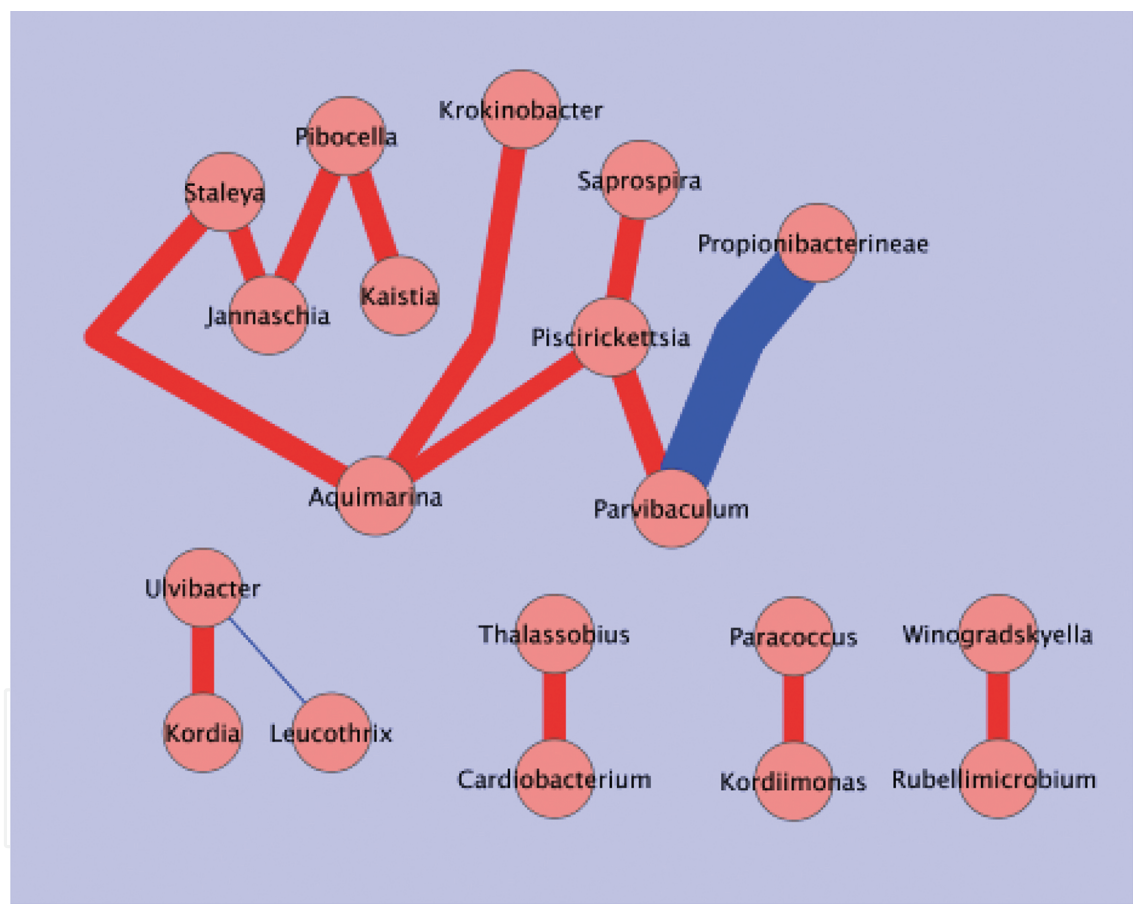 Krokinobacter
Pibocella
Saprospira
Staleya
Propionibacterineae
Kaistia
Jannaschia
Piscirickettsia
Aquimarina
Parvibaculum
Ulvibacter
Thalassobius
Paracoccus
Winogradskyella
Kordia
Leucothrix
Cardiobacterium
Kordiimonas
Rubellimicrobium